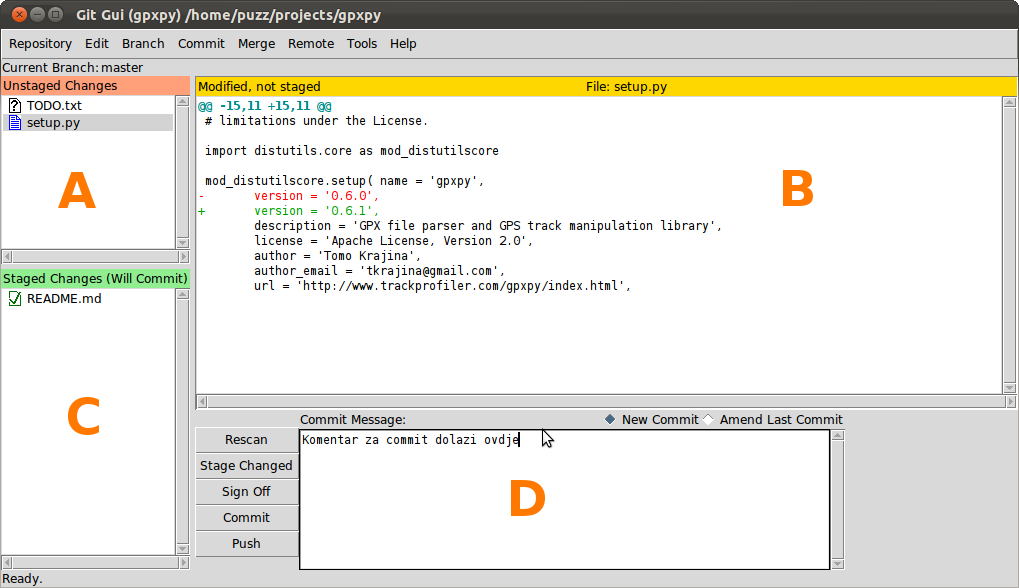 Git Gui (gpxpy) /home/puzz/projects/gpxpy
Repository Edit Branch Commit Merge Remote Tools Help
Current Branch: master
Unstaged Changes
TODO.txt
setup.py
A
Modified, not staged File: setup.py
@@ -15,11 +15,11 @@
# limitations under the License.
import distutils.core as mod_distutilscore
mod_distutilscore.setup( name = 'gpxpy',
- version = '0.6.0',
+ version = '0.6.1',
description = 'GPX file parser and GPS track manipulation library',
license = 'Apache License, Version 2.0',
author = 'Tomo Krajina',
author_email = 'tkrajina@gmail.com',
url = 'http://www.trackprofiler.com/gpxpy/index.html',
B
Staged Changes (Will Commit)
README.md
C
Commit Message: New Commit Amend Last Commit
Rescan
Stage Changed
Sign Off
Commit
Push
Komentar za commit dolazi ovdje
D
Ready.